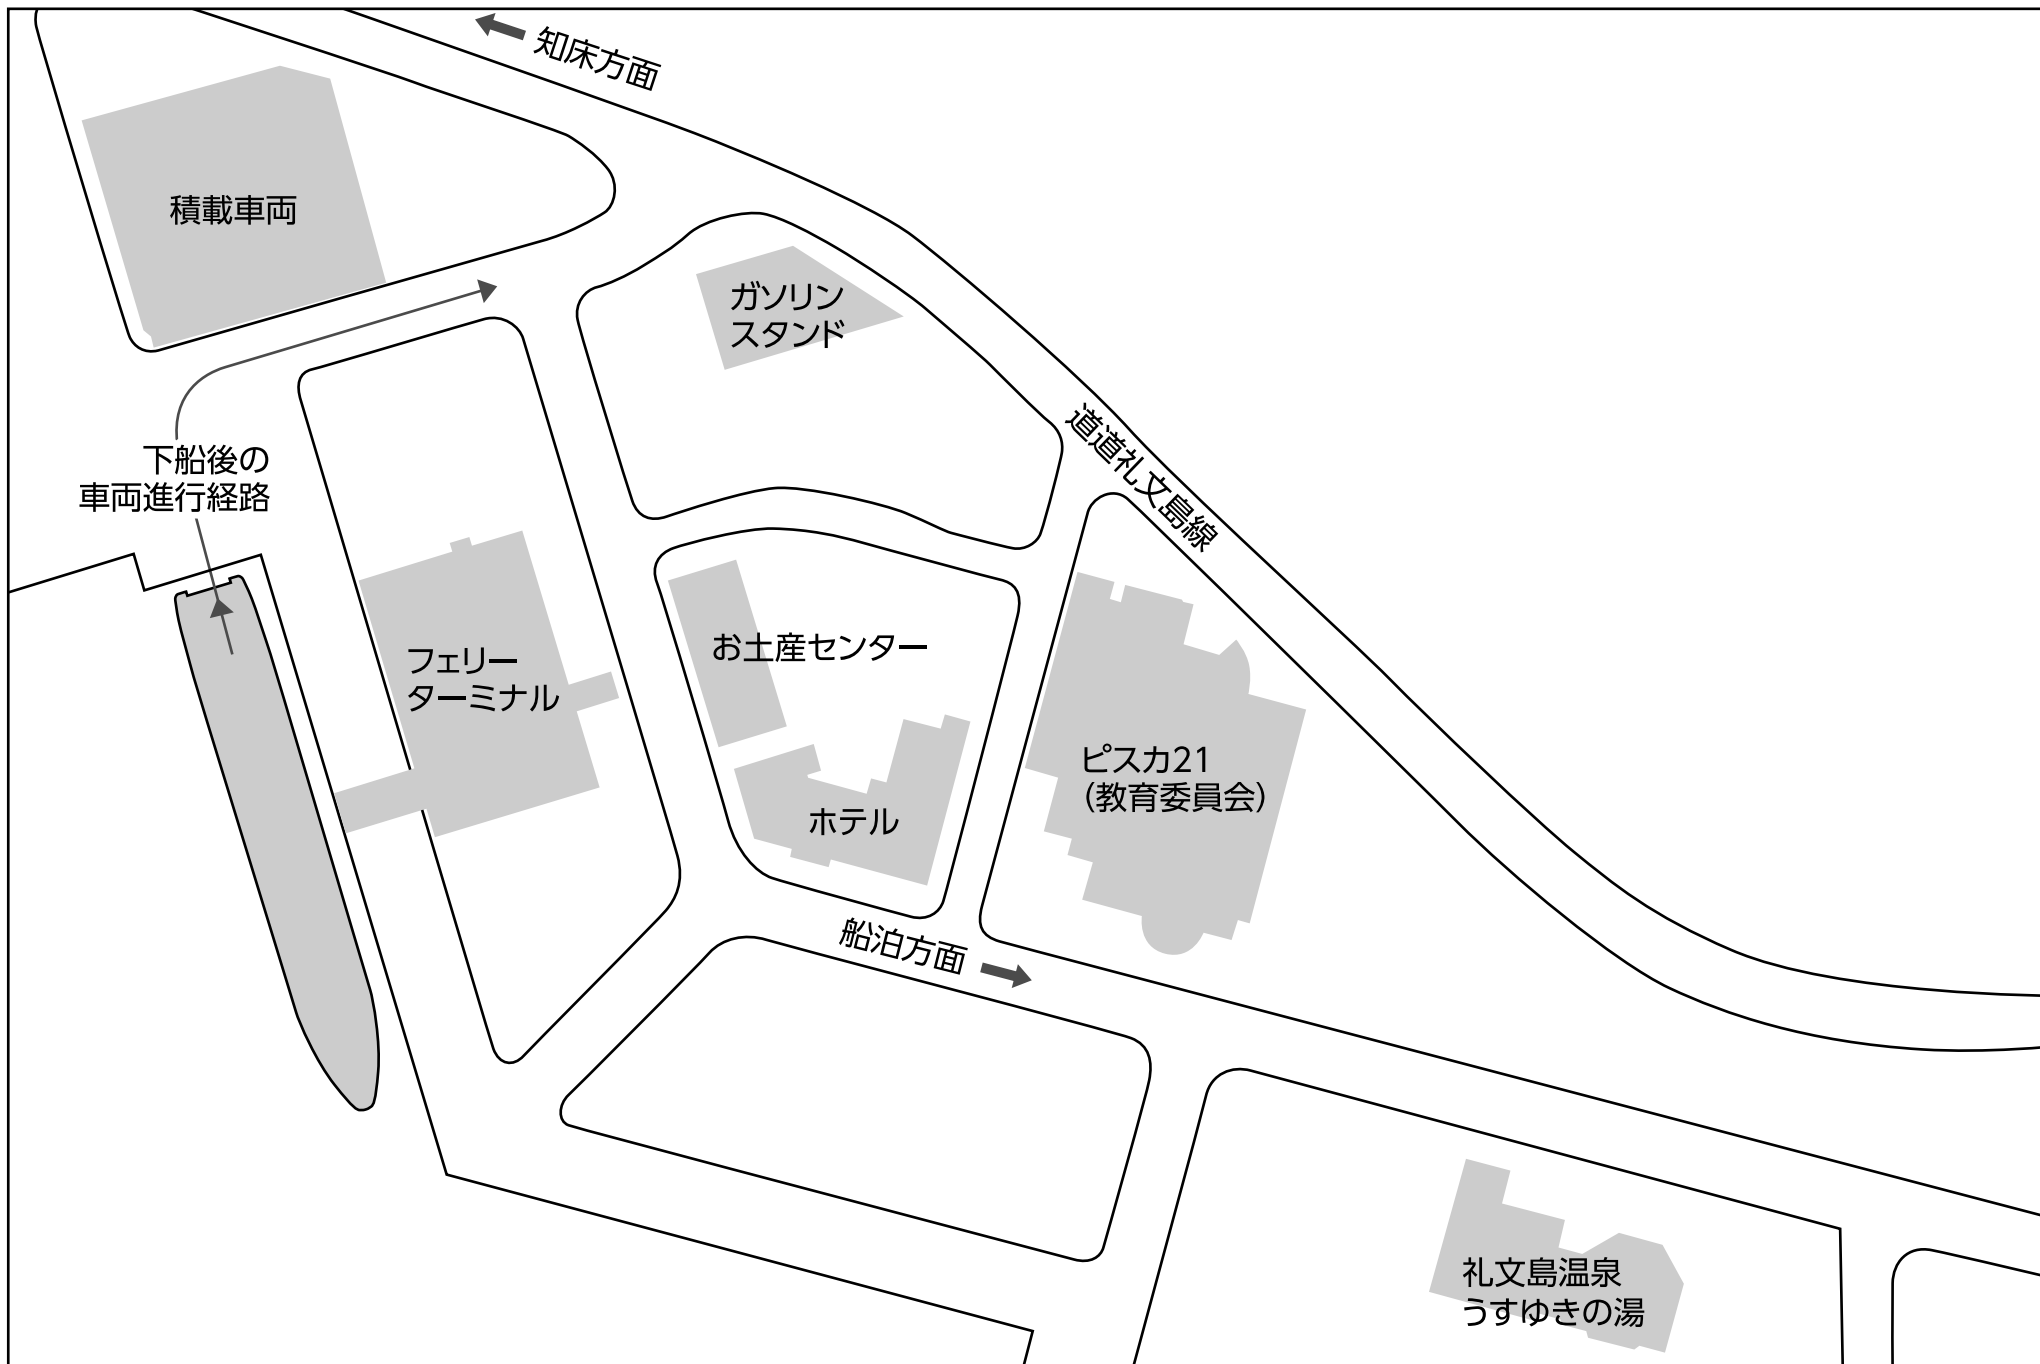 知床方面
積載車両
ガソリン
スタンド
道道礼文島線
下船後の
車両進行経路
フェリー
ターミナル
お土産センター
ピスカ21
（教育委員会）
ホテル
船泊方面
礼文島温泉
うすゆきの湯